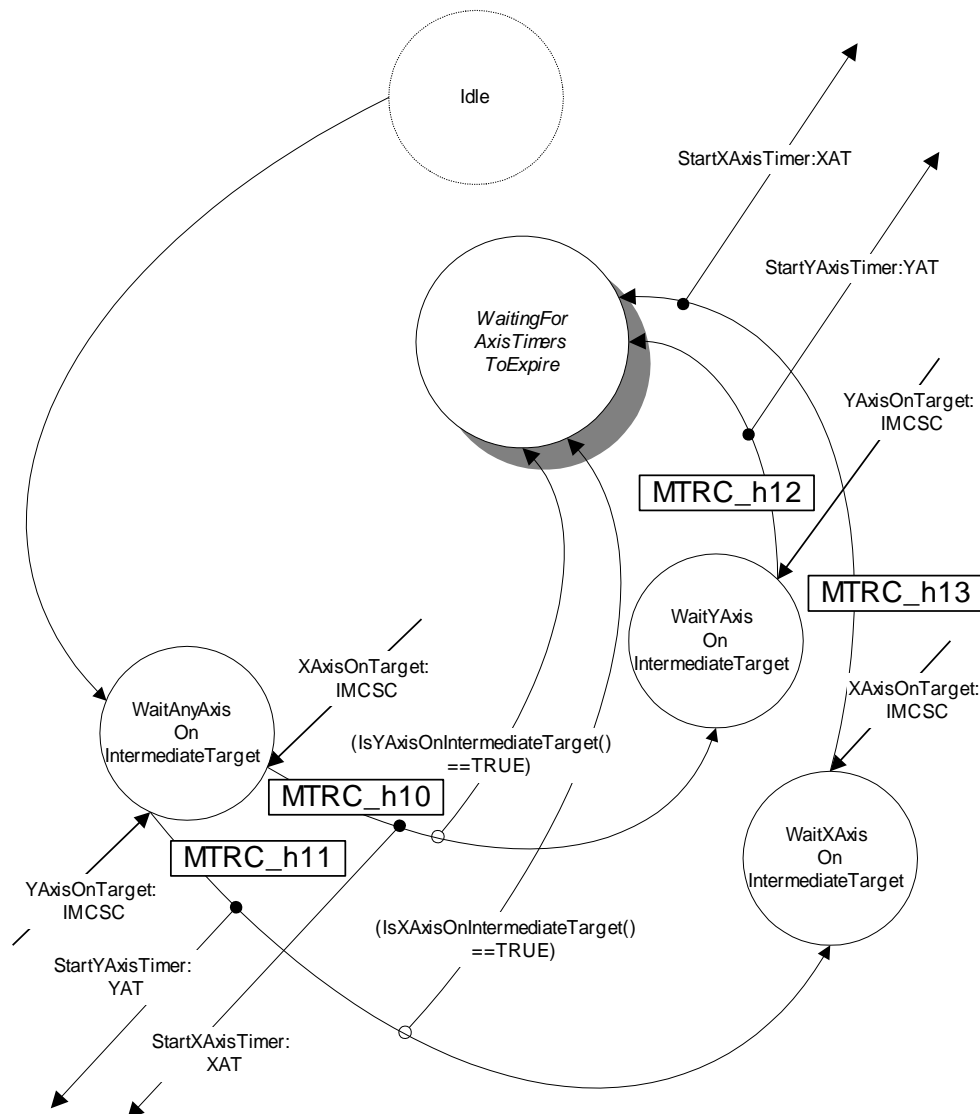 Idle
StartXAxisTimer:XAT
StartYAxisTimer:YAT
WaitingFor
AxisTimers
ToExpire
YAxisOnTarget:
IMCSC
MTRC_h12
MTRC_h13
WaitYAxis
On
IntermediateTarget
XAxisOnTarget:
IMCSC
XAxisOnTarget:
IMCSC
WaitAnyAxis
On
IntermediateTarget
(IsYAxisOnIntermediateTarget()
==TRUE)
MTRC_h10
MTRC_h11
WaitXAxis
On
IntermediateTarget
YAxisOnTarget:
IMCSC
(IsXAxisOnIntermediateTarget()
==TRUE)
StartYAxisTimer:
YAT
StartXAxisTimer:
XAT